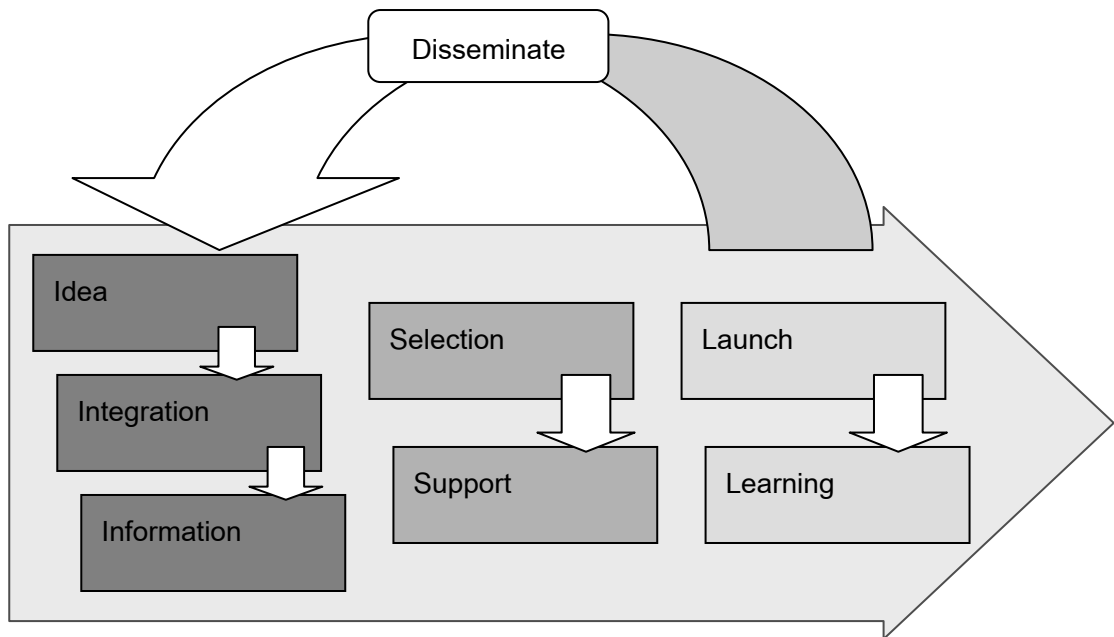 Disseminate
Idea
Integration
Information
Selection
Support
Launch
Learning